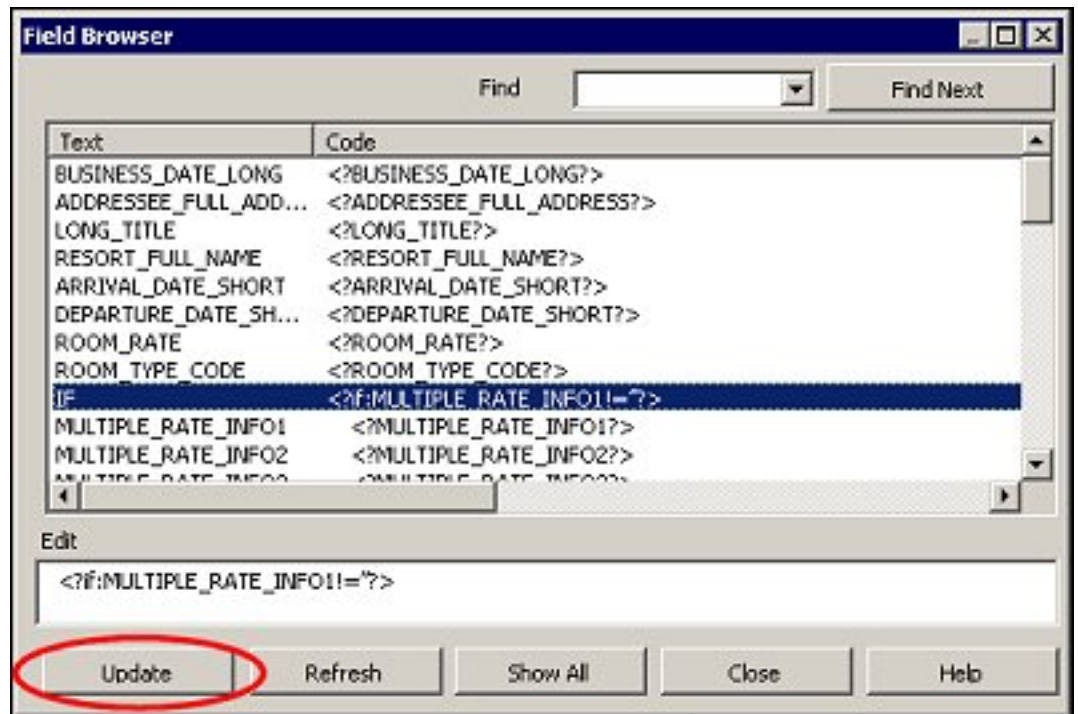 Field Browser
Find Find Next
Text Code
BUSINESS_DATE_LONG <?BUSINESS_DATE_LONG?>
ADDRESSEE_FULL_ADD... <?ADDRESSEE_FULL_ADDRESS?>
LONG_TITLE <?LONG_TITLE?>
RESORT_FULL_NAME <?RESORT_FULL_NAME?>
ARRIVAL_DATE_SHORT <?ARRIVAL_DATE_SHORT?>
DEPARTURE_DATE_SH... <?DEPARTURE_DATE_SHORT?>
ROOM_RATE <?ROOM_RATE?>
ROOM_TYPE_CODE <?ROOM_TYPE_CODE?>
IF <?if:MULTIPLE_RATE_INFO1!=''?>
MULTIPLE_RATE_INFO1 <?MULTIPLE_RATE_INFO1?>
MULTIPLE_RATE_INFO2 <?MULTIPLE_RATE_INFO2?>
Edit
<?if:MULTIPLE_RATE_INFO1!=''?>
Update Refresh Show All Close Help